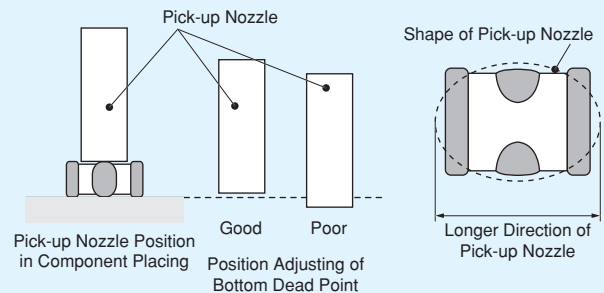 Pick-up Nozzle
Shape of Pick-up Nozzle
Good
Poor
Pick-up Nozzle Position
in Component Placing
Position Adjusting of
Bottom Dead Point
Longer Direction of
Pick-up Nozzle